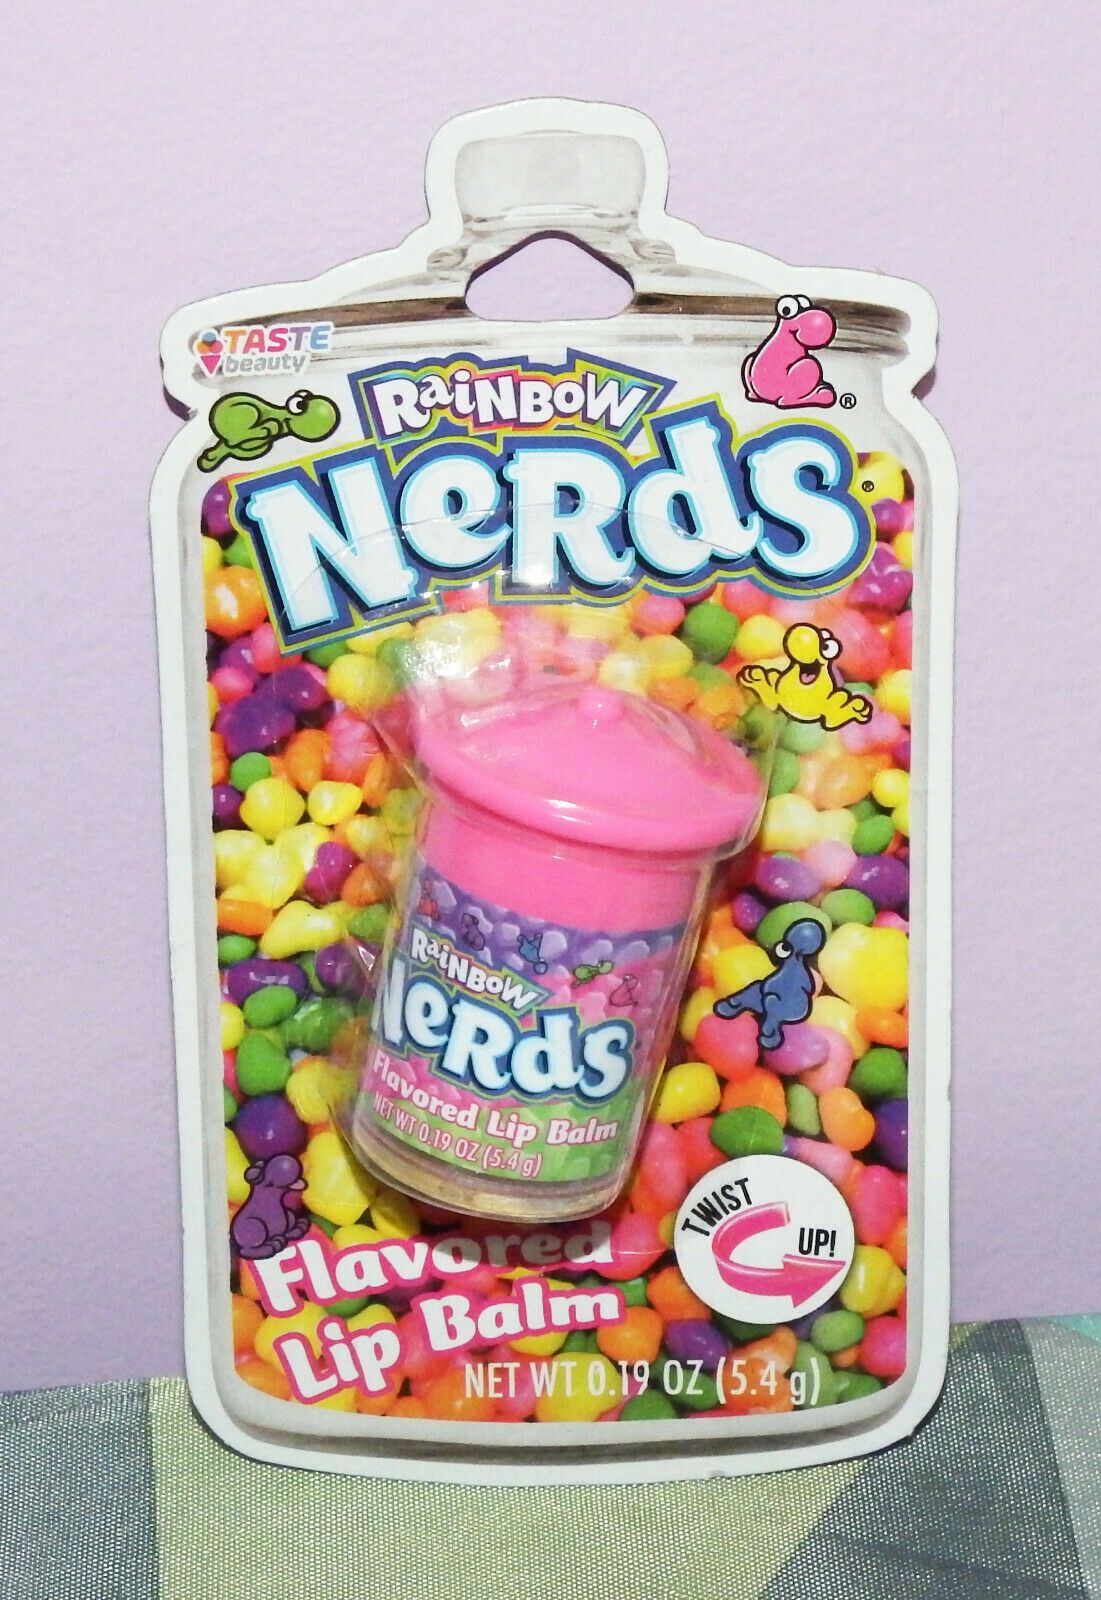 TASTE
beauty
®
RaiNBoW
NeRdS®
RaiNBoW
NeRdS
Flavored Lip Balm
NET WT 0.19 OZ (5.4 g)
TWIST
UP!
Flavored
Lip Balm
NET WT 0.19 OZ (5.4 g)